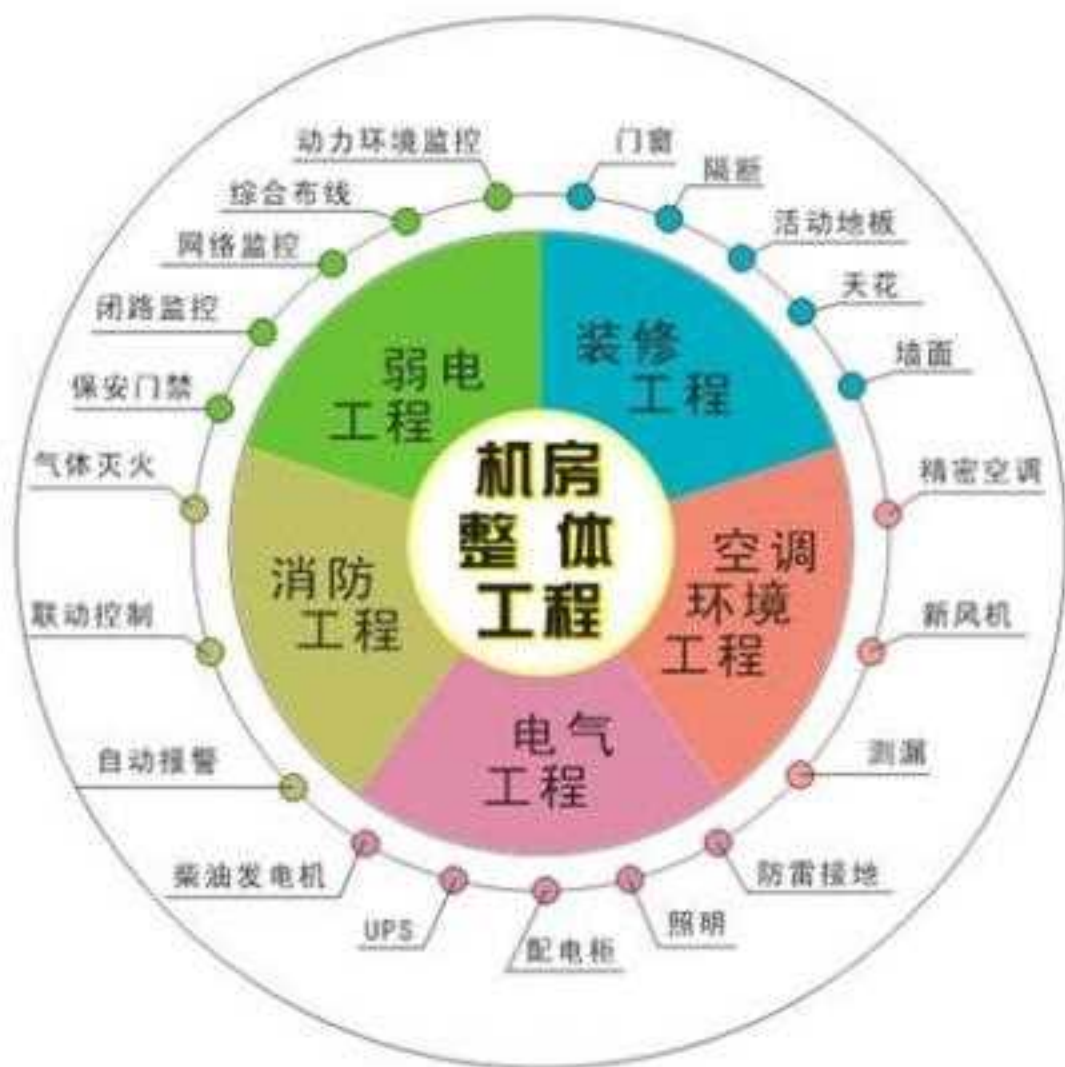 动力环境监控
门窗
综合布线
隔断
网络监控
活动地板
闭路监控
天花
保安门禁
墙面
气体灭火
精密空调
联动控制
新风机
自动报警
测漏
柴油发电机
防雷接地
UPS
照明
配电柜
弱电
工程
装修
工程
机房
整体
工程
消防
工程
空调
环境
工程
电气
工程